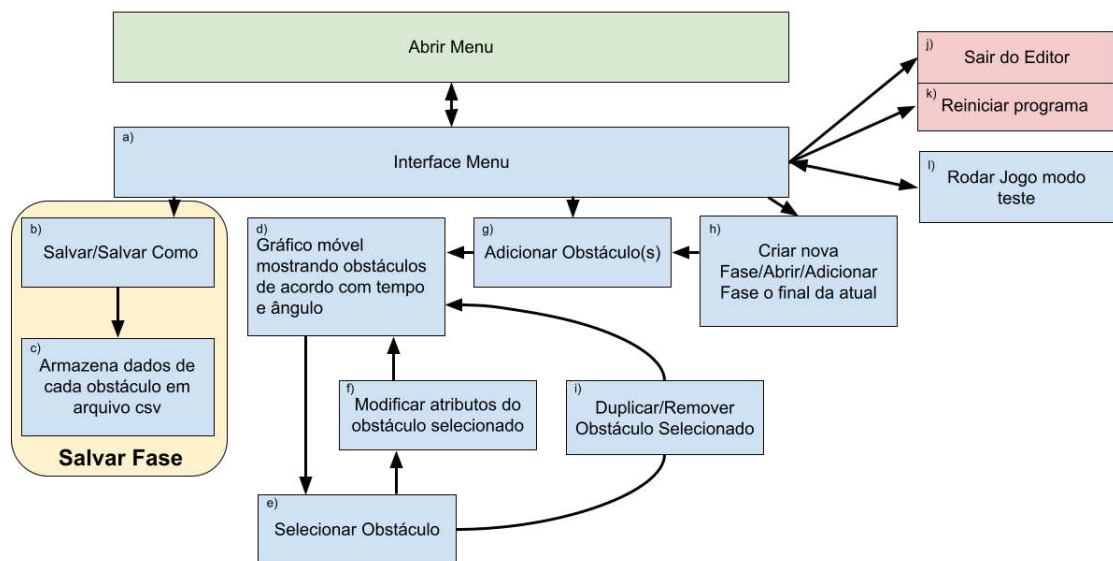 Abrir Menu
a)
Interface Menu
j)
Sair do Editor
k)
Reiniciar programa
l)
Rodar Jogo modo
teste
b)
Salvar/Salvar Como
c)
Armazena dados de
cada obstáculo em
arquivo csv
Salvar Fase
d)
Gráfico móvel
mostrando obstáculos
de acordo com tempo
e ângulo
g)
Adicionar Obstáculo(s)
h)
Criar nova
Fase/Abrir/Adicionar
Fase o final da atual
f)
Modificar atributos do
obstáculo selecionado
i)
Duplicar/Remover
Obstáculo Selecionado
e)
Selecionar Obstáculo